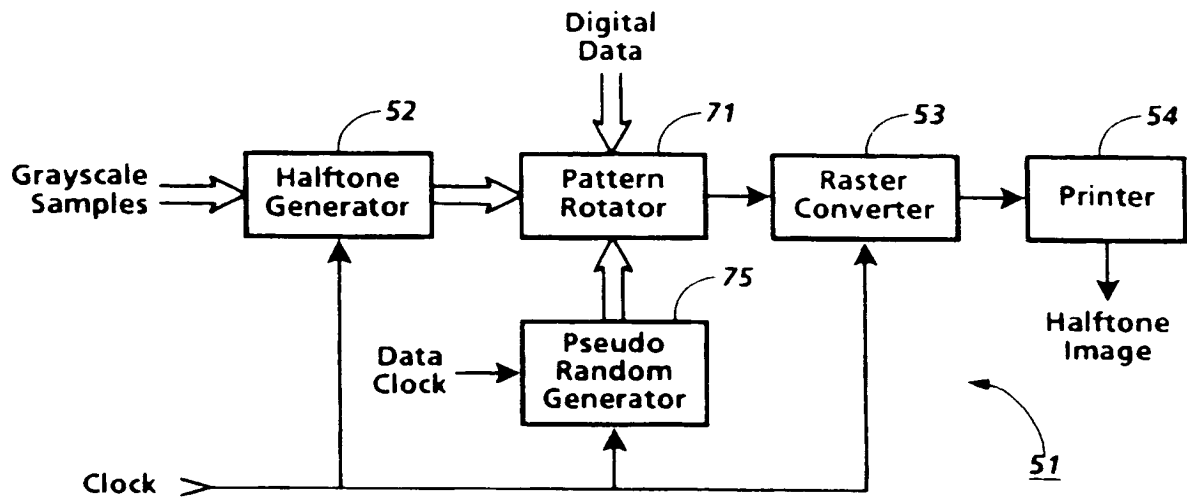 Digital
Data
52
71
53
54
Grayscale
Samples
Halftone
Generator
Pattern
Rotator
Raster
Converter
Printer
75
Data
Clock
Pseudo
Random
Generator
Halftone
Image
51
Clock